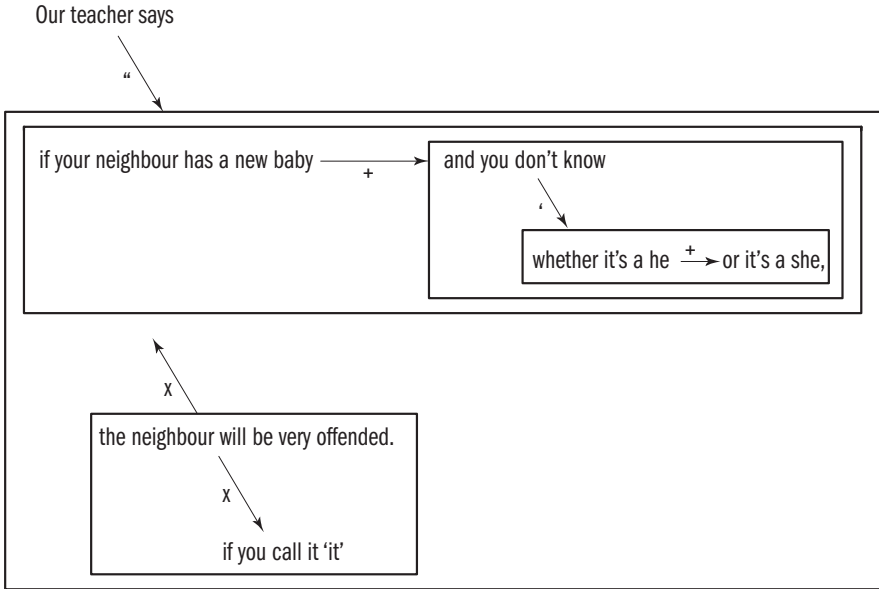 Our teacher says
“
if your neighbour has a new baby + and you don't know
‘
whether it's a he + or it's a she,
x
the neighbour will be very offended.
x
if you call it ‘it’